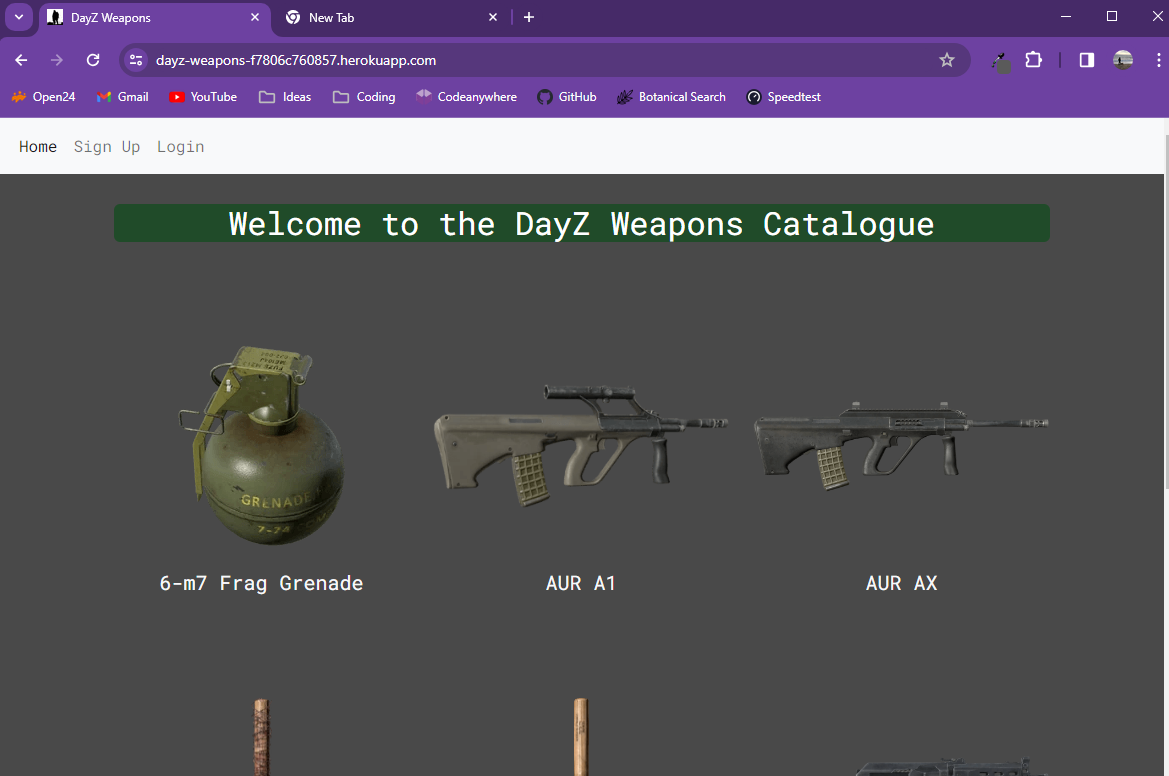 DayZ Weapons
New Tab
dayz-weapons-f7806c760857.herokuapp.com
Open24 Gmail YouTube Ideas Coding Codeanywhere GitHub Botanical Search Speedtest
Home Sign Up Login
Welcome to the DayZ Weapons Catalogue
GRENADE
7-74
6-m7 Frag Grenade
AUR A1
AUR AX